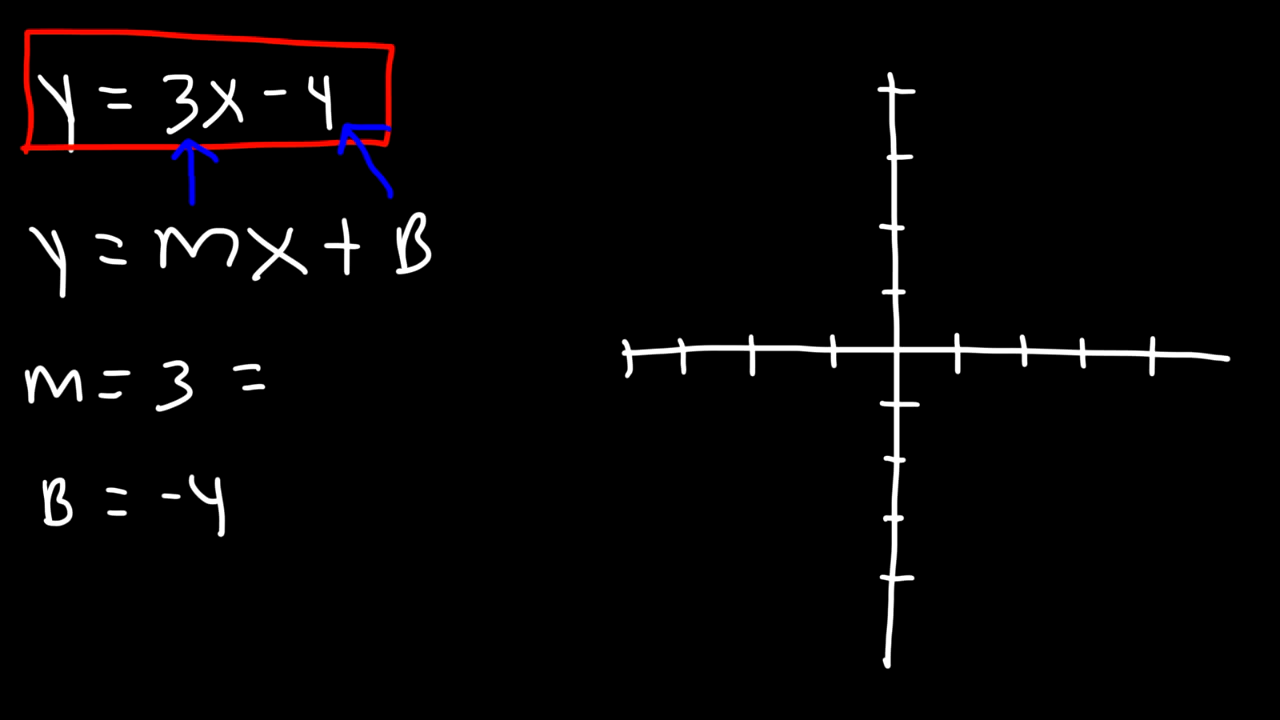 y = 3x - 4
y = mx + B
m = 3 =
B = -4